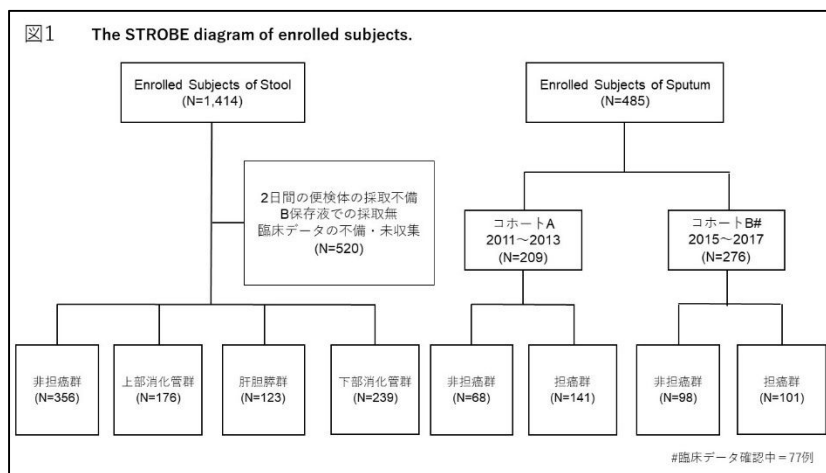 図1 The STROBE diagram of enrolled subjects.
Enrolled Subjects of Stool
(N=1,414)
Enrolled Subjects of Sputum
(N=485)
2日間の便検体の採取不備
B保存液での採取無
臨床データの不備・未収集
(N=520)
コホートA
2011～2013
(N=209)
コホートB#
2015～2017
(N=276)
非担癌群
(N=356)
上部消化管群
(N=176)
肝胆膵群
(N=123)
下部消化管群
(N=239)
非担癌群
(N=68)
担癌群
(N=141)
非担癌群
(N=98)
担癌群
(N=101)
#臨床データ確認中＝77例